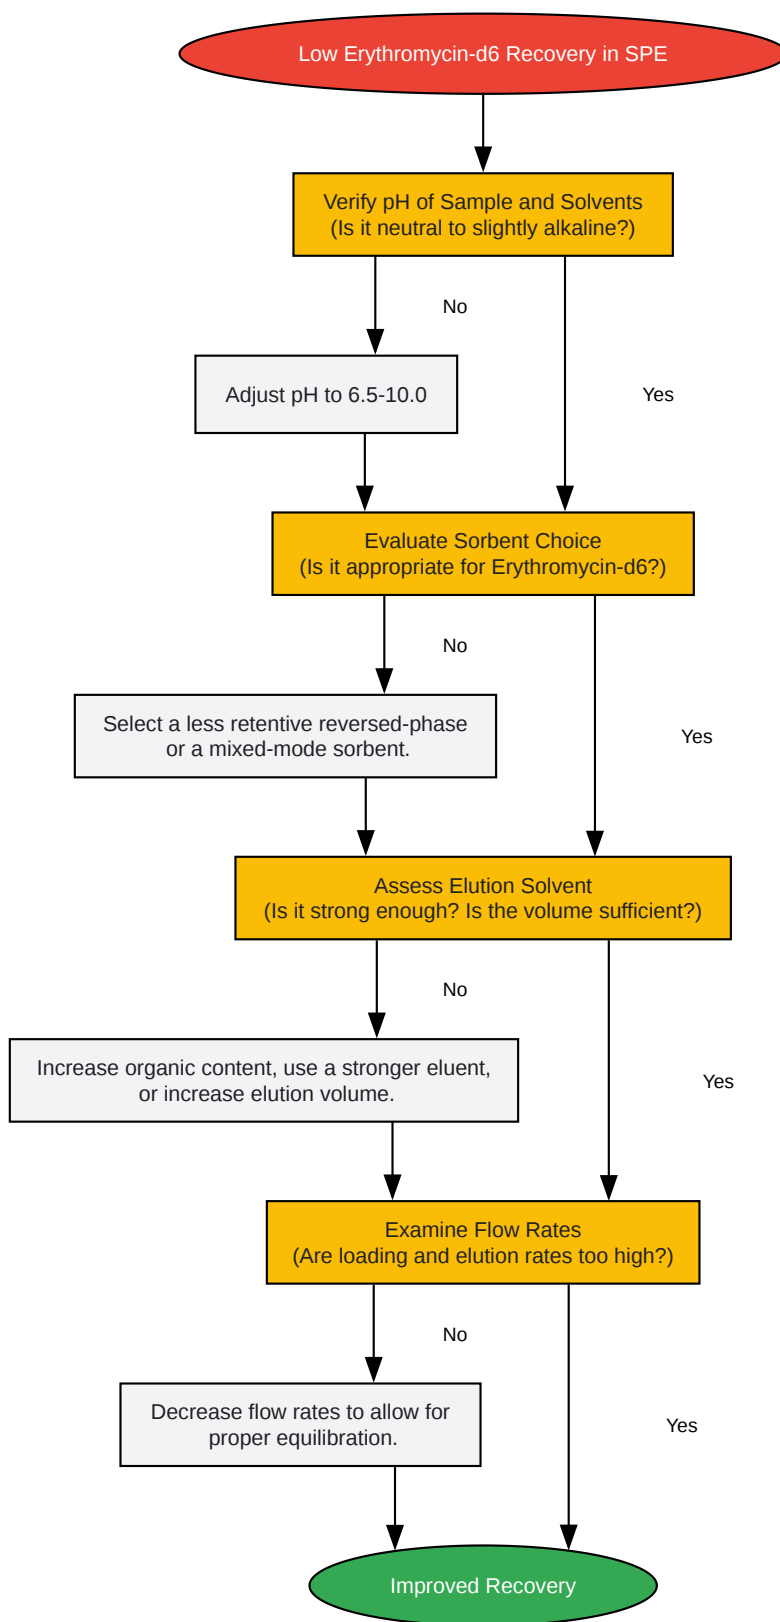 Low Erythromycin-d6 Recovery in SPE
Verify pH of Sample and Solvents
(Is it neutral to slightly alkaline?)
No
Adjust pH to 6.5-10.0
Yes
Evaluate Sorbent Choice
(Is it appropriate for Erythromycin-d6?)
No
Select a less retentive reversed-phase
or a mixed-mode sorbent.
Yes
Assess Elution Solvent
(Is it strong enough? Is the volume sufficient?)
No
Increase organic content, use a stronger eluent,
or increase elution volume.
Yes
Examine Flow Rates
(Are loading and elution rates too high?)
No
Decrease flow rates to allow for
proper equilibration.
Yes
Improved Recovery